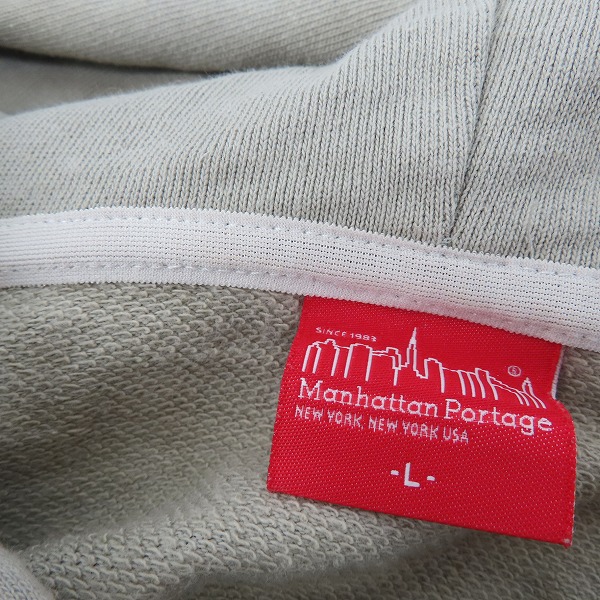 SINCE 1983
Manhattan Portage
NEW YORK, NEW YORK USA
-L-